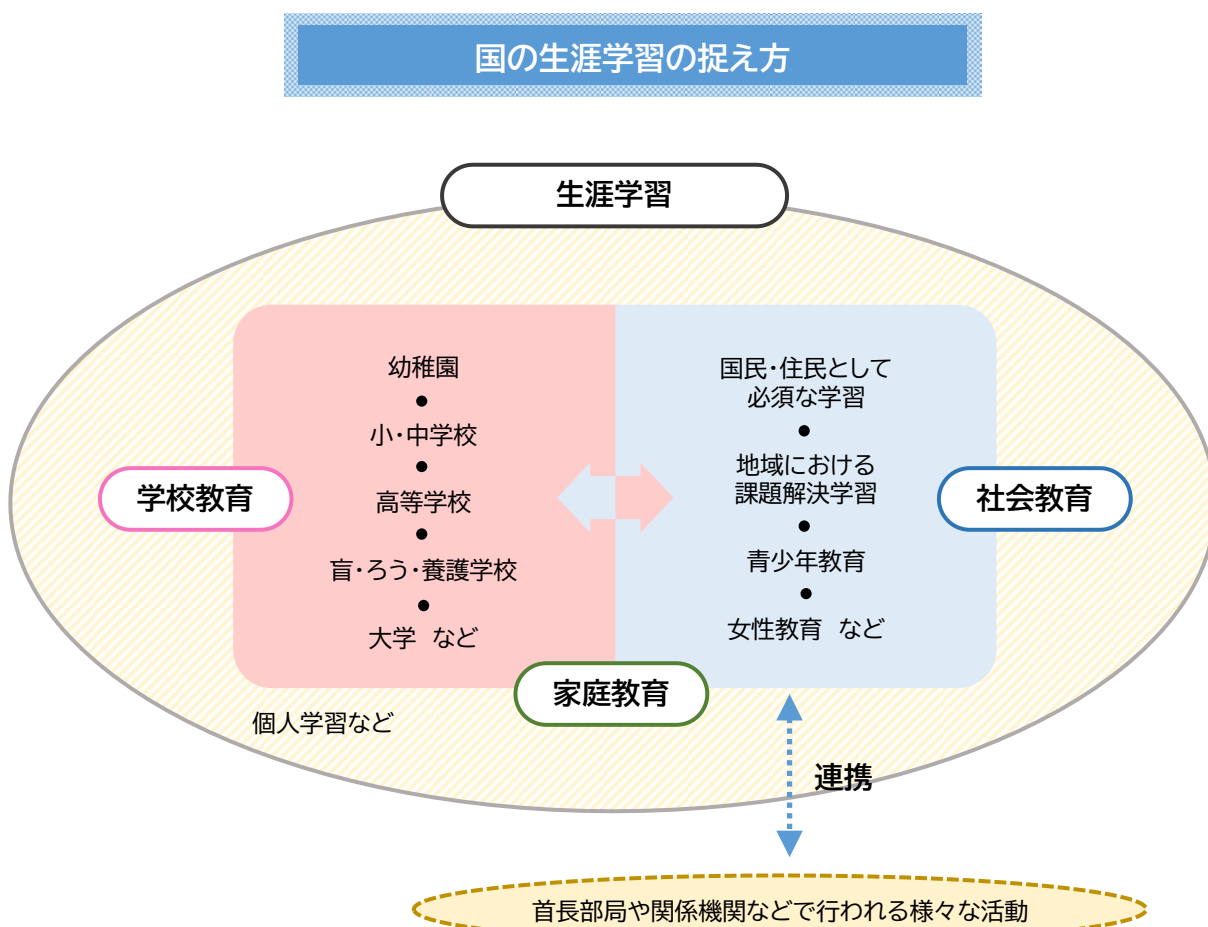 国の生涯学習の捉え方
生涯学習
学校教育
幼稚園
●
小・中学校
●
高等学校
●
盲・ろう・養護学校
●
大学 など
国民・住民として
必須な学習
●
地域における
課題解決学習
●
青少年教育
●
女性教育 など
社会教育
家庭教育
個人学習など
連携
首長部局や関係機関などで行われる様々な活動